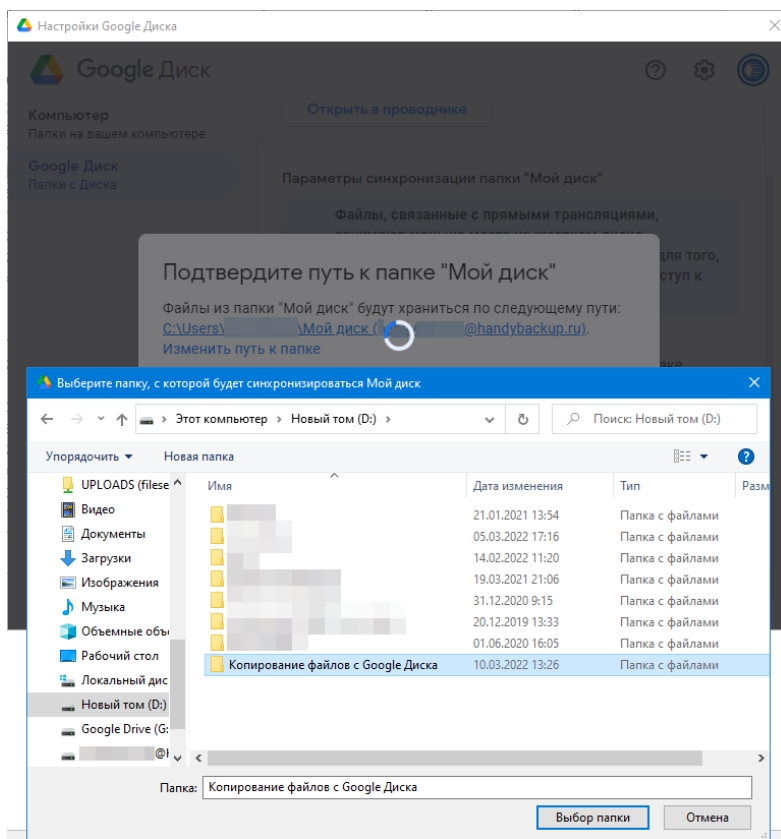 Настройки Google Диска
Google Диск
Компьютер
Папки на вашем компьютере
Google Диск
Папки с Диска
Открыть в проводнике
Параметры синхронизации папки "Мой диск"
Файлы, связанные с прямыми трансляциями,
для того,
Подтвердите путь к папке "Мой диск"
Файлы из папки "Мой диск" будут храниться по следующему пути:
C:\Users\ \Мой диск ( @handybackup.ru).
Изменить путь к папке
Выберите папку, с которой будет синхронизироваться Мой диск
Этот компьютер > Новый том (D:) >
Поиск: Новый том (D:)
Упорядочить
Новая папка
Имя
Дата изменения
Тип
Разм
UPLOADS (filese
Видео
Документы
Загрузки
Изображения
Музыка
Объемные объ
Рабочий стол
Локальный дис
Новый том (D:)
Google Drive (G:
21.01.2021 13:54 Папка с файлами
05.03.2022 17:16 Папка с файлами
14.02.2022 11:20 Папка с файлами
19.03.2021 21:06 Папка с файлами
31.12.2020 9:15 Папка с файлами
20.12.2019 13:33 Папка с файлами
01.06.2020 16:05 Папка с файлами
Копирование файлов с Google Диска 10.03.2022 13:26 Папка с файлами
Папка: Копирование файлов с Google Диска
Выбор папки
Отмена